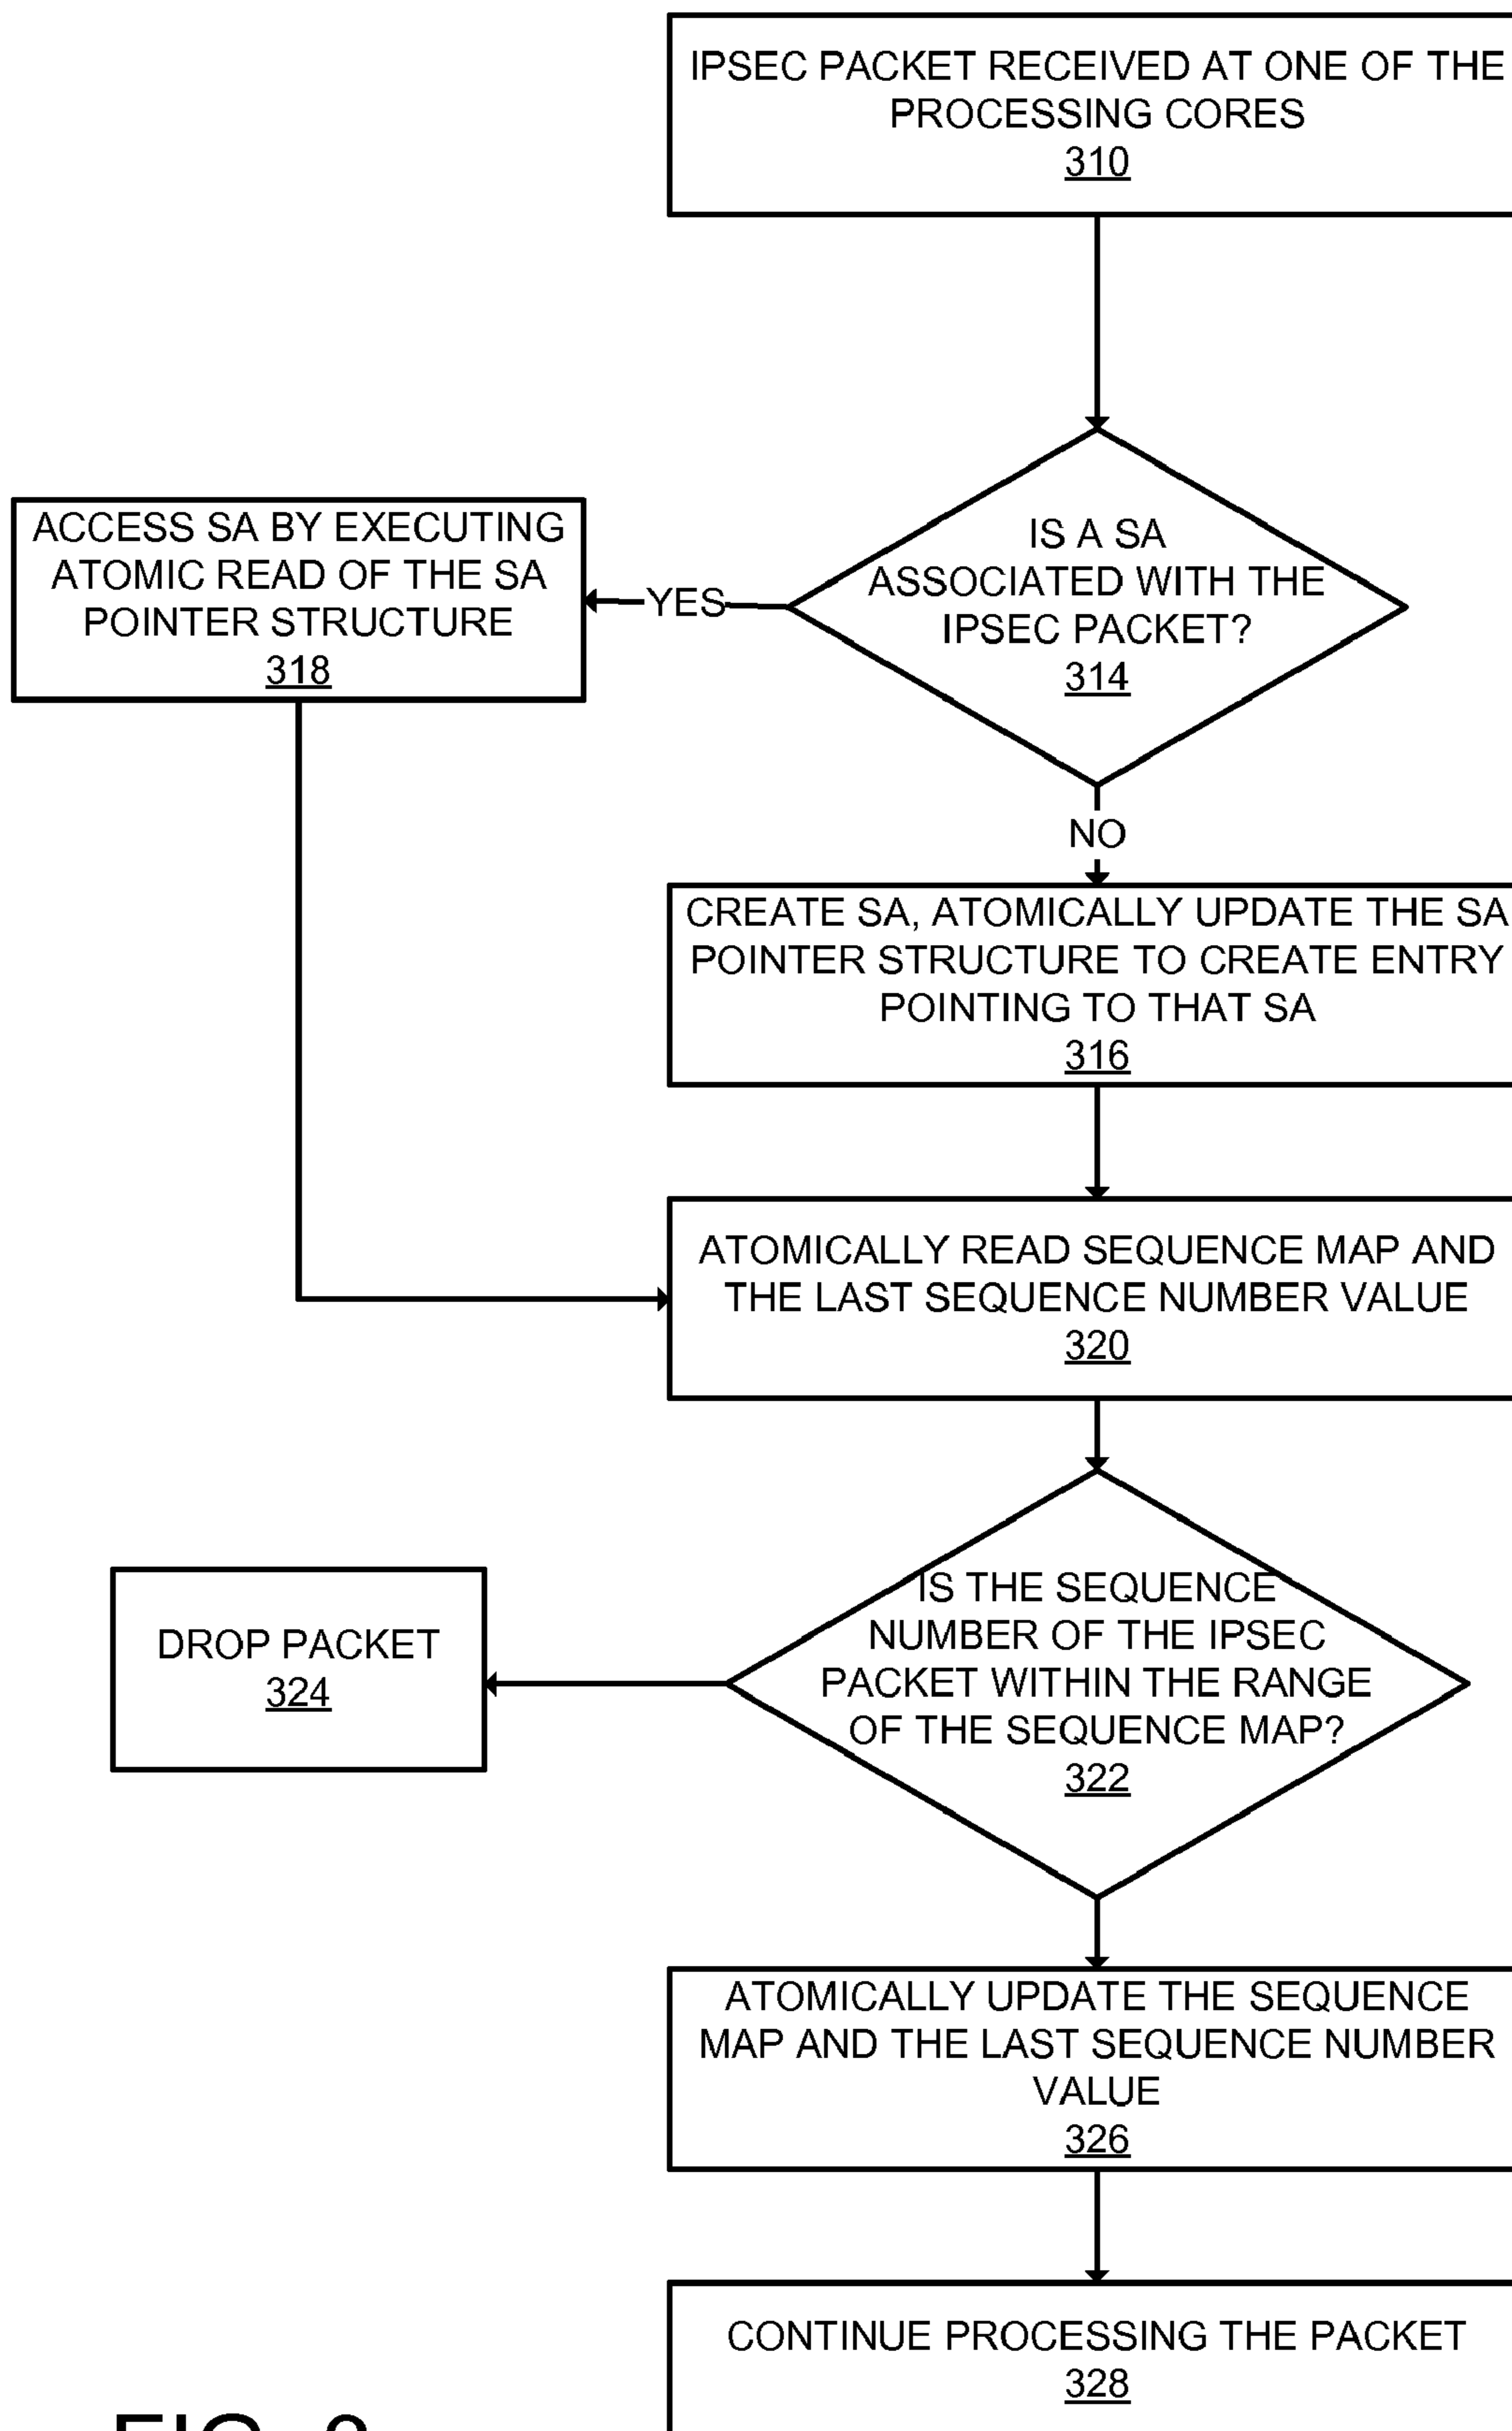 IPSEC PACKET RECEIVED AT ONE OF THE
PROCESSING CORES
310
IS A SA
ASSOCIATED WITH THE
IPSEC PACKET?
314
YES
ACCESS SA BY EXECUTING
ATOMIC READ OF THE SA
POINTER STRUCTURE
318
NO
CREATE SA, ATOMICALLY UPDATE THE SA
POINTER STRUCTURE TO CREATE ENTRY
POINTING TO THAT SA
316
ATOMICALLY READ SEQUENCE MAP AND
THE LAST SEQUENCE NUMBER VALUE
320
IS THE SEQUENCE
NUMBER OF THE IPSEC
PACKET WITHIN THE RANGE
OF THE SEQUENCE MAP?
322
DROP PACKET
324
ATOMICALLY UPDATE THE SEQUENCE
MAP AND THE LAST SEQUENCE NUMBER
VALUE
326
CONTINUE PROCESSING THE PACKET
328
FIG.